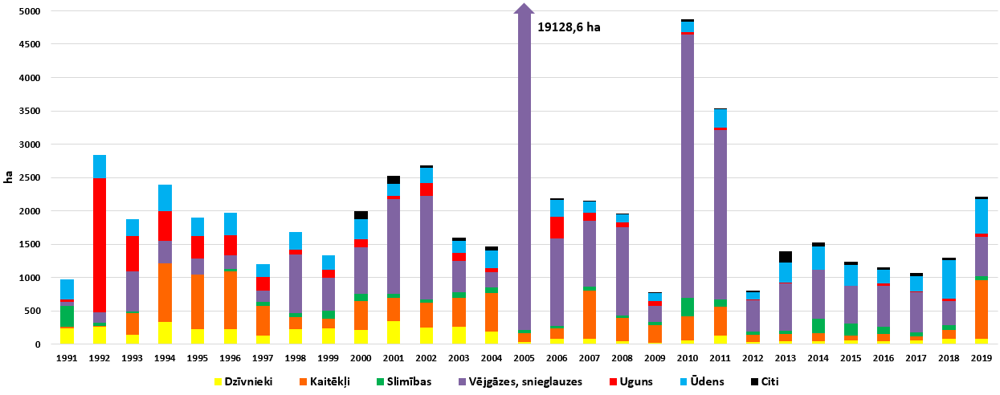 5000
19128,6 ha
4500
4000
3500
3000
2500
ha
2000
1500
1000
500
0
1991 1992 1993 1994 1995 1996 1997 1998 1999 2000 2001 2002 2003 2004 2005 2006 2007 2008 2009 2010 2011 2012 2013 2014 2015 2016 2017 2018 2019
Dzīvnieki Kaitēkļi Slimības Vējgāzes, snieglauzes Uguns Ūdens Citi